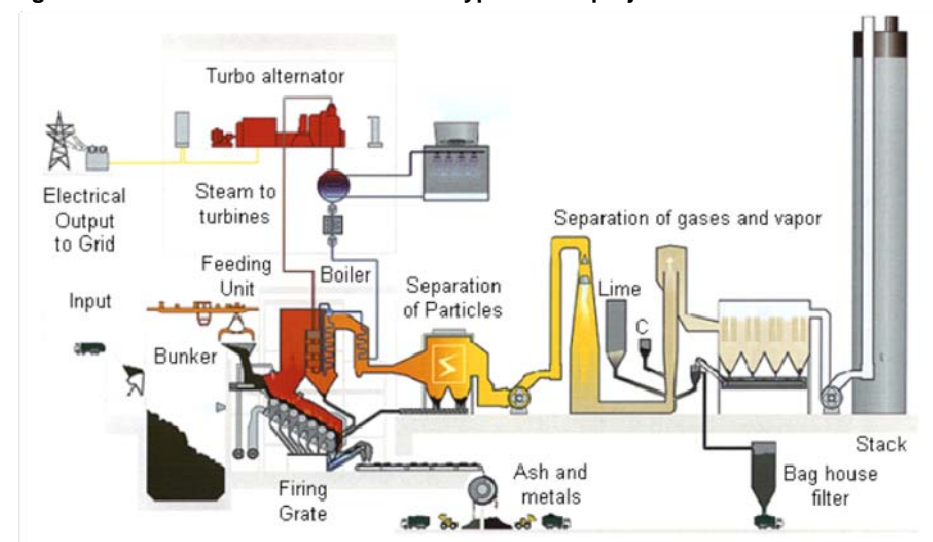 Turbo alternator
Electrical
Output
to Grid
Steam to
turbines
Separation of gases and vapor
Feeding
Unit
Boiler
Separation
of Particles
Lime
Input
C
Bunker
Stack
Ash and
metals
Bag house
filter
Firing
Grate